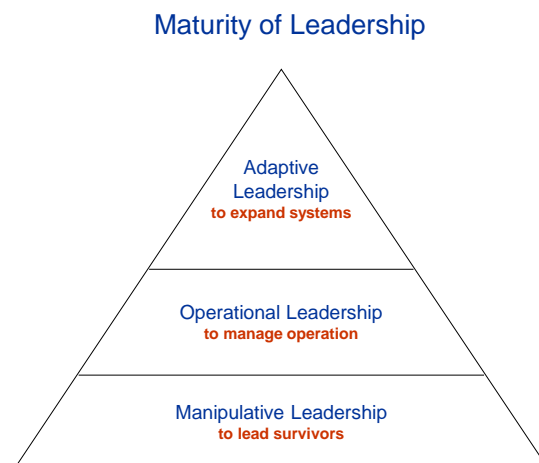 Maturity of Leadership
Adaptive
Leadership
to expand systems
Operational Leadership
to manage operation
Manipulative Leadership
to lead survivors